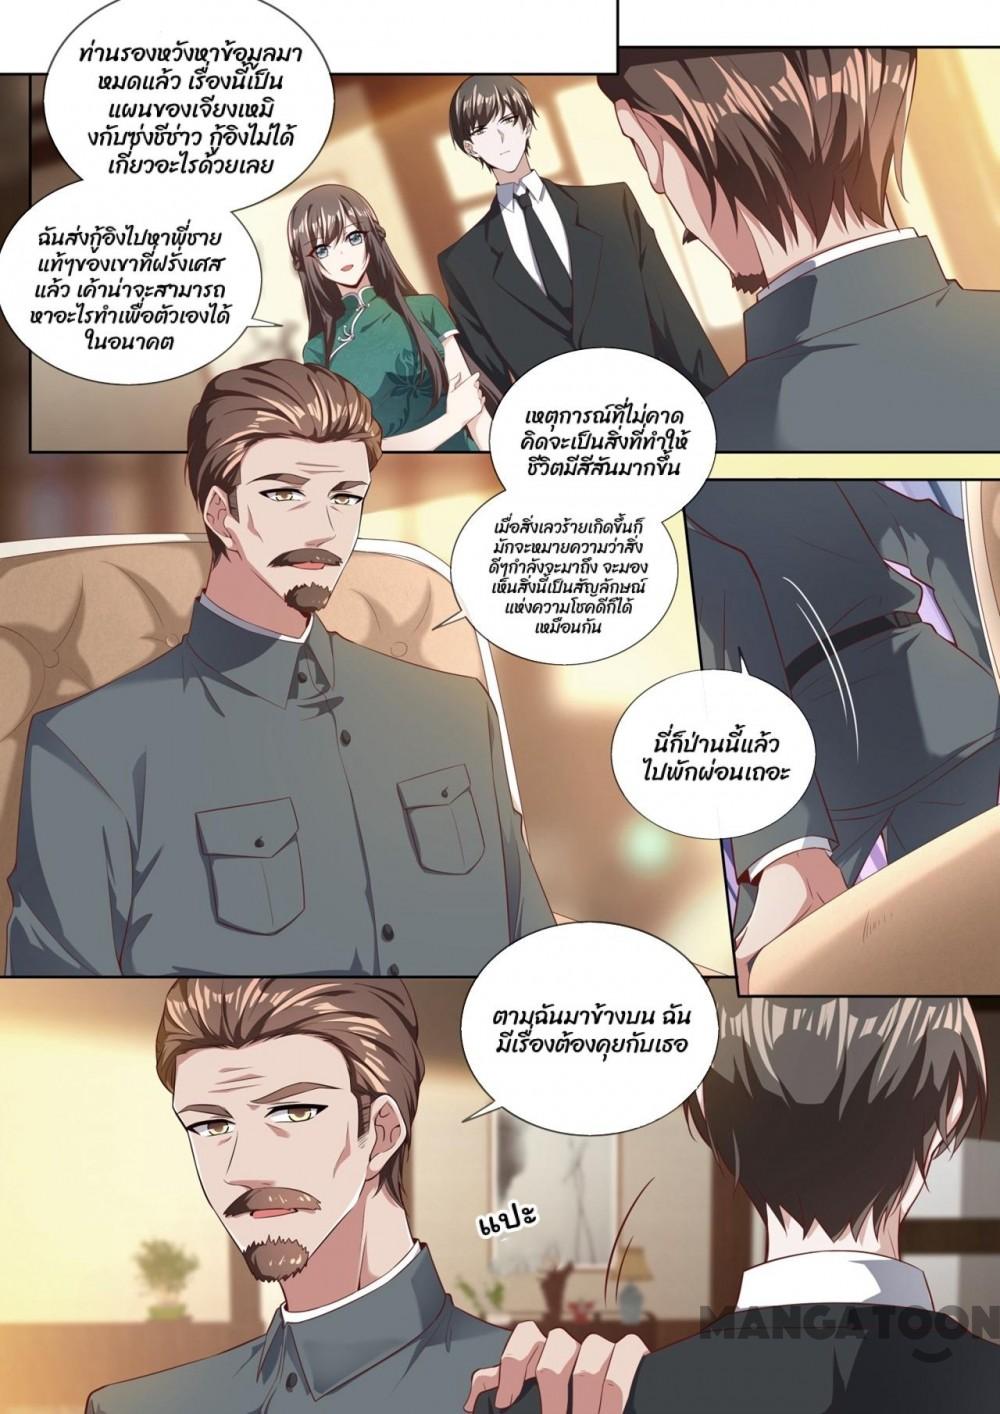 ท่านรองหวังหาข้อมูลมา
หมดแล้ว เรื่องนี้เป็น
แผนของเจียงเหมิ
งกับซ่งชีช่าว กู้อิงไม่ได้
เกี่ยวอะไรด้วยเลย
ฉันส่งกู้อิงไปหาพี่ชาย
แท้ๆของเขาที่ฝรั่งเศส
แล้ว เค้าน่าจะสามารถ
หาอะไรทำเพื่อตัวเองได้
ในอนาคต
เหตุการณ์ที่ไม่คาด
คิดจะเป็นสิ่งที่ทำให้
ชีวิตมีสีสันมากขึ้น
เมื่อสิ่งเลวร้ายเกิดขึ้นก็
มักจะหมายความว่าสิ่ง
ดีๆกำลังจะมาถึง จะมอง
เห็นสิ่งนี้เป็นสัญลักษณ์
แห่งความโชคดีก็ได้
เหมือนกัน
นี่ก็ป่านนี้แล้ว
ไปพักผ่อนเถอะ
ตามฉันมาข้างบน ฉัน
มีเรื่องต้องคุยกับเธอ
แปะ
MANGATOON